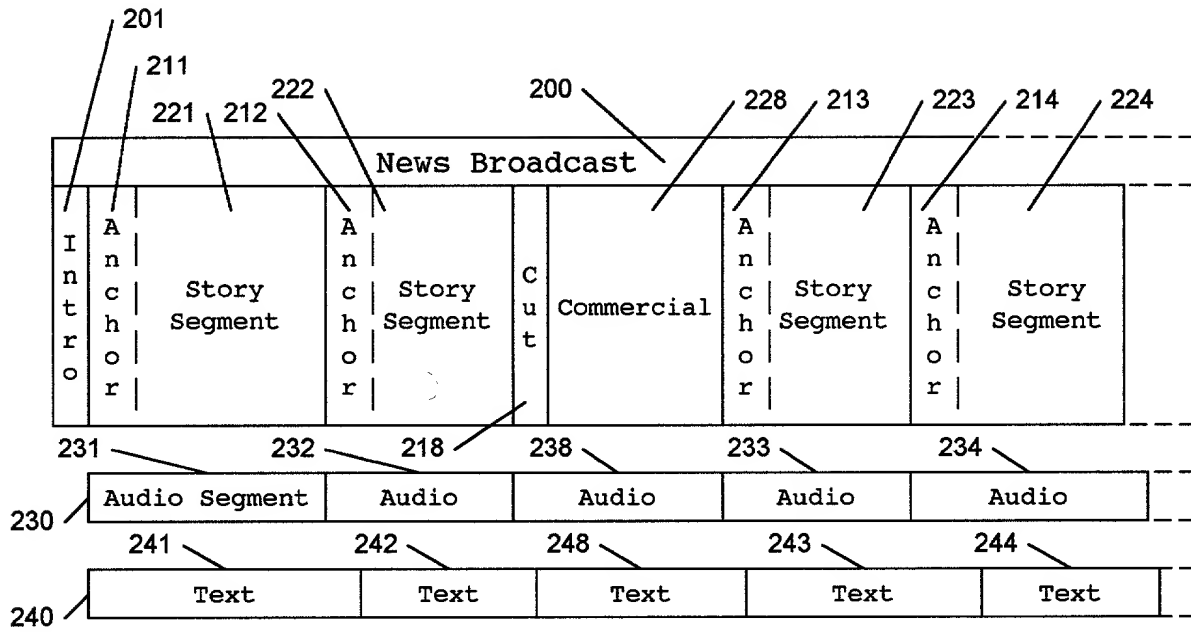 201
211
221
212
222
200
228
213
223
214
224
News Broadcast
Intro
Anchor
Story
Segment
Anchor
Story
Segment
Cut
Commercial
Anchor
Story
Segment
Anchor
Story
Segment
231
232
218
238
233
234
230
Audio Segment
Audio
Audio
Audio
Audio
241
242
248
243
244
240
Text
Text
Text
Text
Text